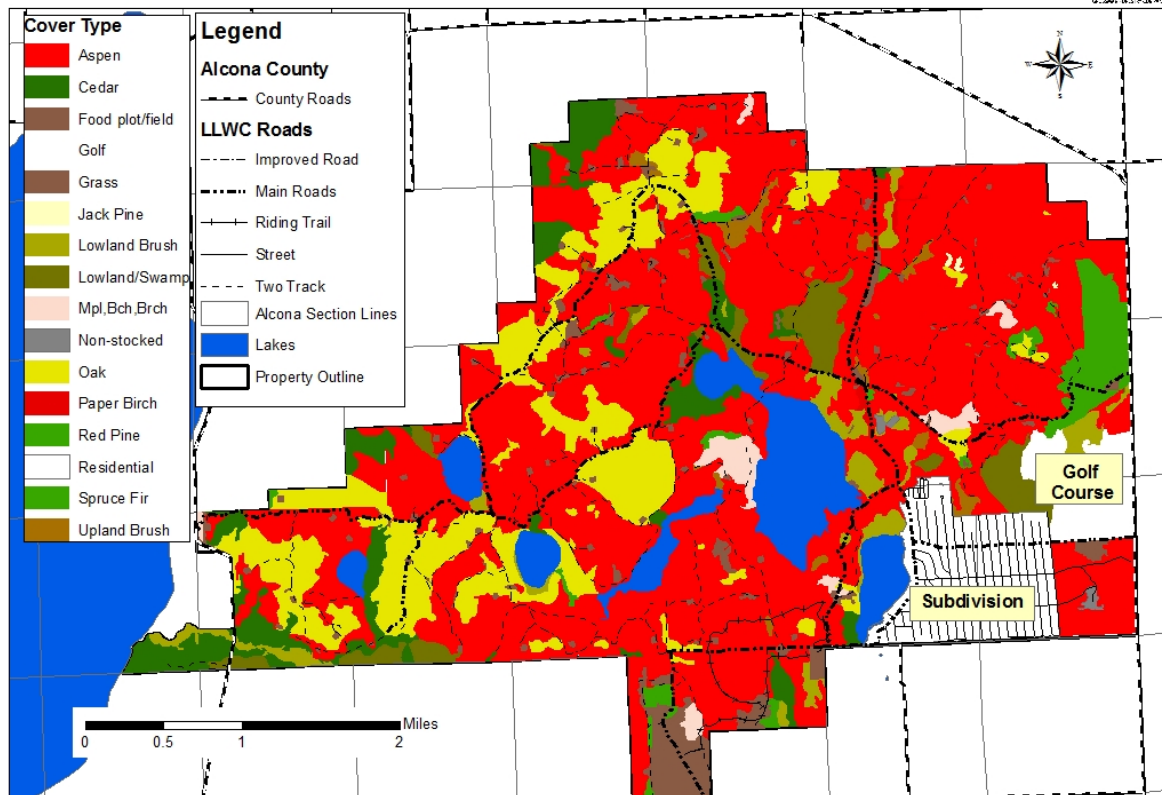 Cover Type
Aspen
Cedar
Food plot/field
Golf
Grass
Jack Pine
Lowland Brush
Lowland/Swamp
Mpl,Bch,Brch
Non-stocked
Oak
Paper Birch
Red Pine
Residential
Spruce Fir
Upland Brush
Legend
Alcona County
County Roads
LLWC Roads
Improved Road
Main Roads
Riding Trail
Street
Two Track
Alcona Section Lines
Lakes
Property Outline
N
W
E
S
Golf
Course
Subdivision
Miles
0
0.5
1
2